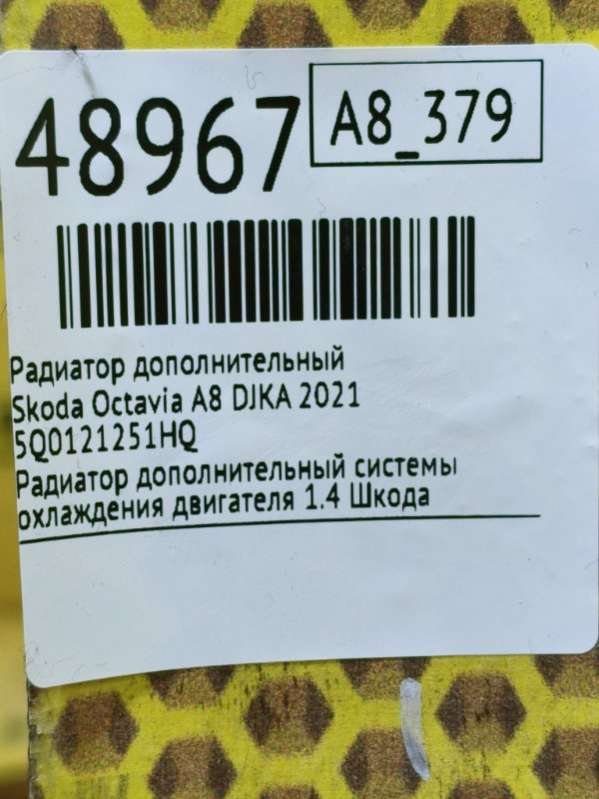 48967
A8_379
Радиатор дополнительный
Skoda Octavia A8 DJKA 2021
5Q0121251HQ
Радиатор дополнительный системы
охлаждения двигателя 1.4 Шкода